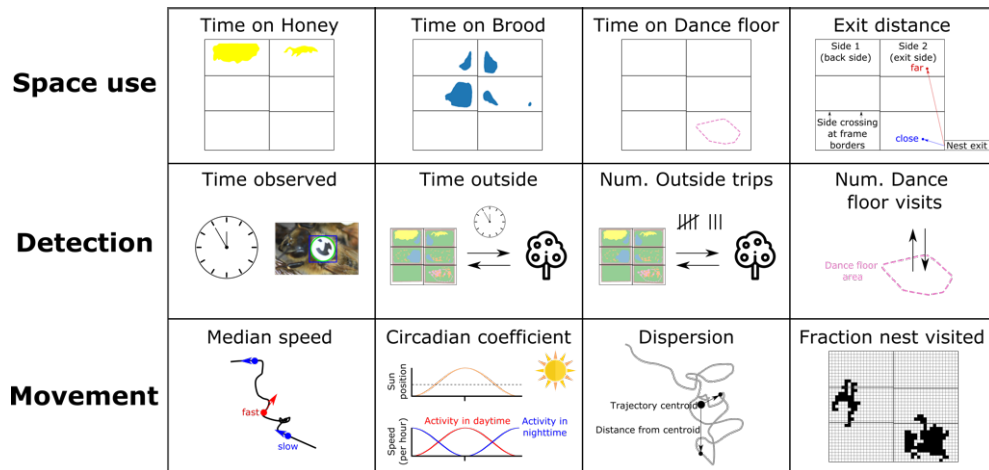 Time on Honey
Time on Brood
Time on Dance floor
Exit distance
Space use
Side 1
(back side)
Side 2
(exit side)
far
Side crossing
at frame
borders
close
Nest exit
Time observed
Time outside
Num. Outside trips
Num. Dance
floor visits
Detection
Dance floor
area
Median speed
Circadian coefficient
Dispersion
Fraction nest visited
Movement
fast
slow
Sun
position
Speed
(per hour)
Activity in daytime
Activity in
nighttime
Trajectory centroid
Distance from centroid